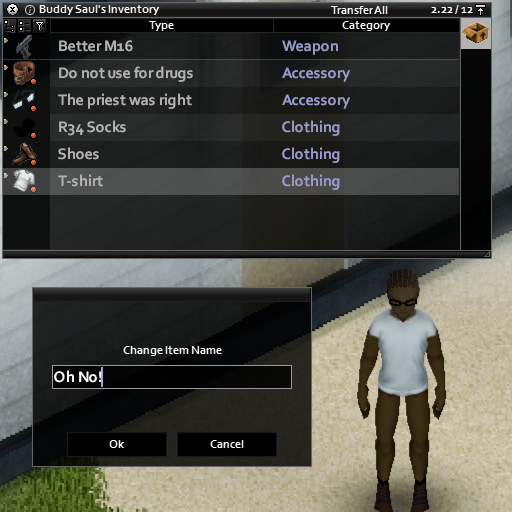 Buddy Saul's Inventory Transfer All 2.22 / 12
Type Category
Better M16 Weapon
Do not use for drugs Accessory
The priest was right Accessory
R34 Socks Clothing
Shoes Clothing
T-shirt Clothing
Change Item Name
Oh No!
Ok Cancel